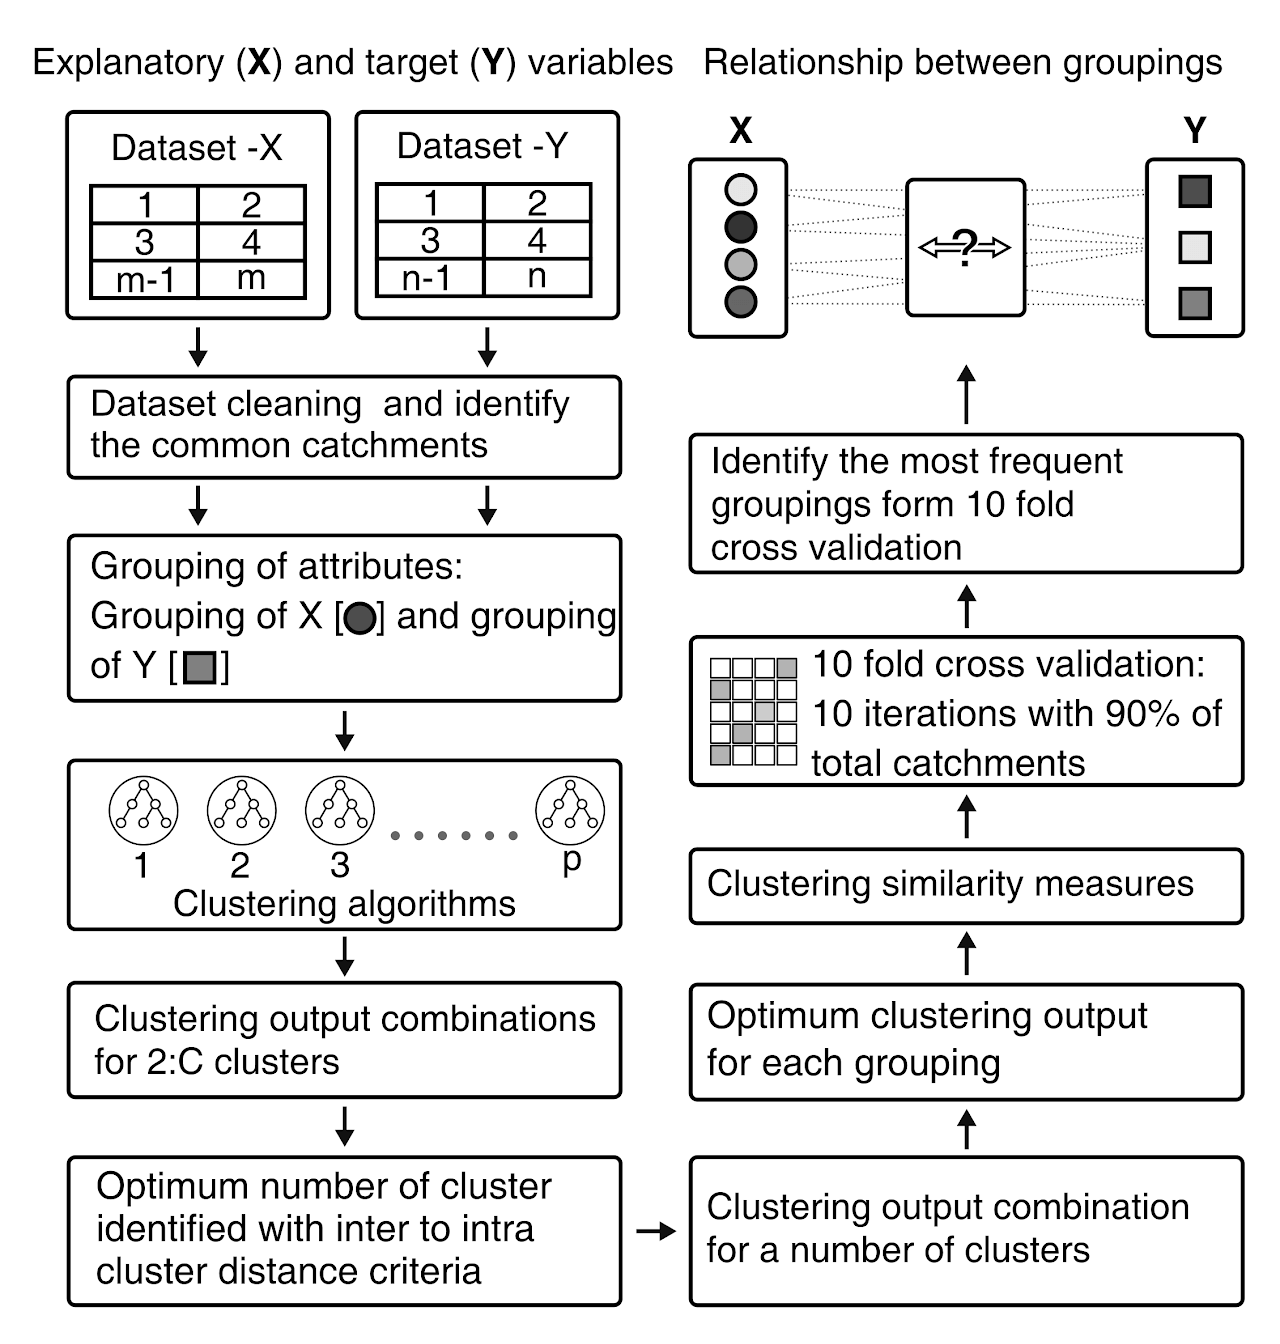 Explanatory (X) and target (Y) variables
Dataset -X
1 2
3 4
m-1 m
Dataset -Y
1 2
3 4
n-1 n
Dataset cleaning and identify
the common catchments
Grouping of attributes:
Grouping of X [ ] and grouping
of Y [ ]
1 2 3 p
Clustering algorithms
Clustering output combinations
for 2:C clusters
Optimum number of cluster
identified with inter to intra
cluster distance criteria
Clustering output combination
for a number of clusters
Optimum clustering output
for each grouping
Clustering similarity measures
10 fold cross validation:
10 iterations with 90% of
total catchments
Identify the most frequent
groupings form 10 fold
cross validation
Relationship between groupings
X Y
?